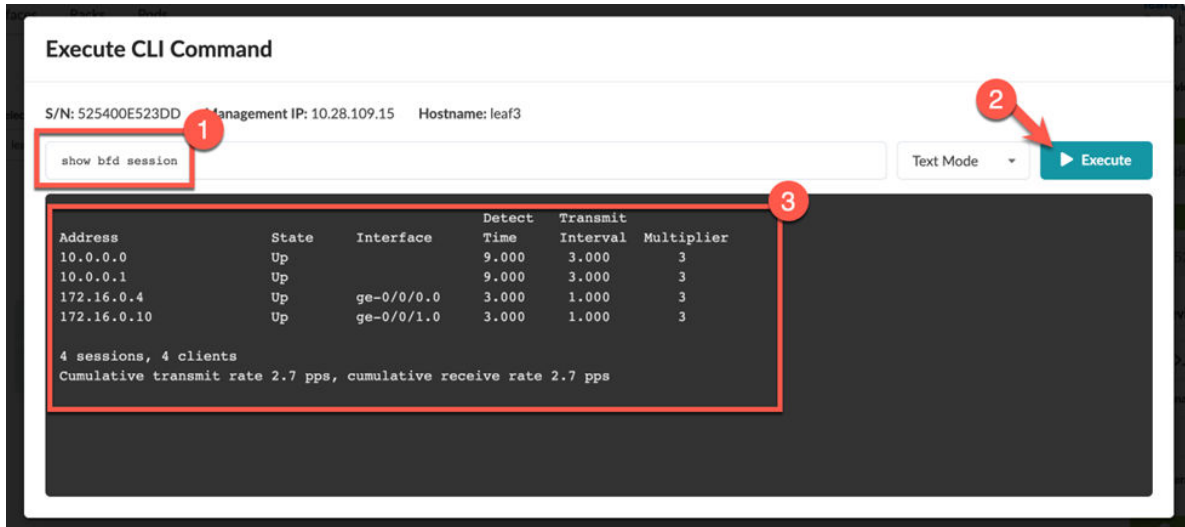 Racks Pods
Execute CLI Command
S/N: 525400E523DD Management IP: 10.28.109.15 Hostname: leaf3
1
2
show bfd session
Text Mode
Execute
3
Detect Transmit
Address State Interface Time Interval Multiplier
10.0.0.0 Up 9.000 3.000 3
10.0.0.1 Up 9.000 3.000 3
172.16.0.4 Up ge-0/0/0.0 3.000 1.000 3
172.16.0.10 Up ge-0/0/1.0 3.000 1.000 3
4 sessions, 4 clients
Cumulative transmit rate 2.7 pps, cumulative receive rate 2.7 pps